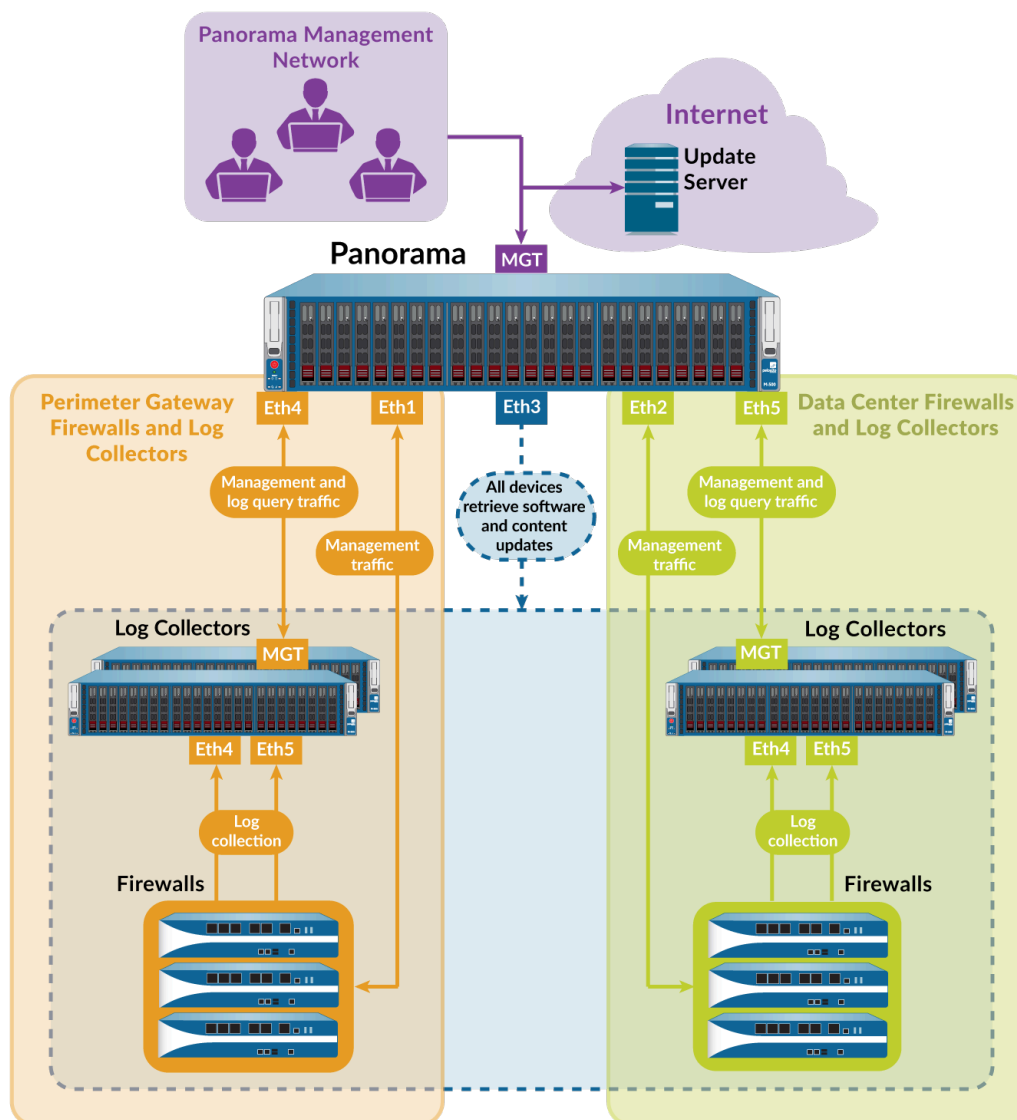 Panorama Management
Network
Internet
Update
Server
Panorama
MGT
Perimeter Gateway
Firewalls and Log
Collectors
Eth4
Eth1
Eth3
Eth2
Eth5
Data Center Firewalls
and Log Collectors
Management and
log query traffic
Management
traffic
All devices
retrieve software
and content
updates
Management
traffic
Management and
log query traffic
Log Collectors
MGT
Eth4
Eth5
Log
collection
Firewalls
Log Collectors
MGT
Eth4
Eth5
Log
collection
Firewalls